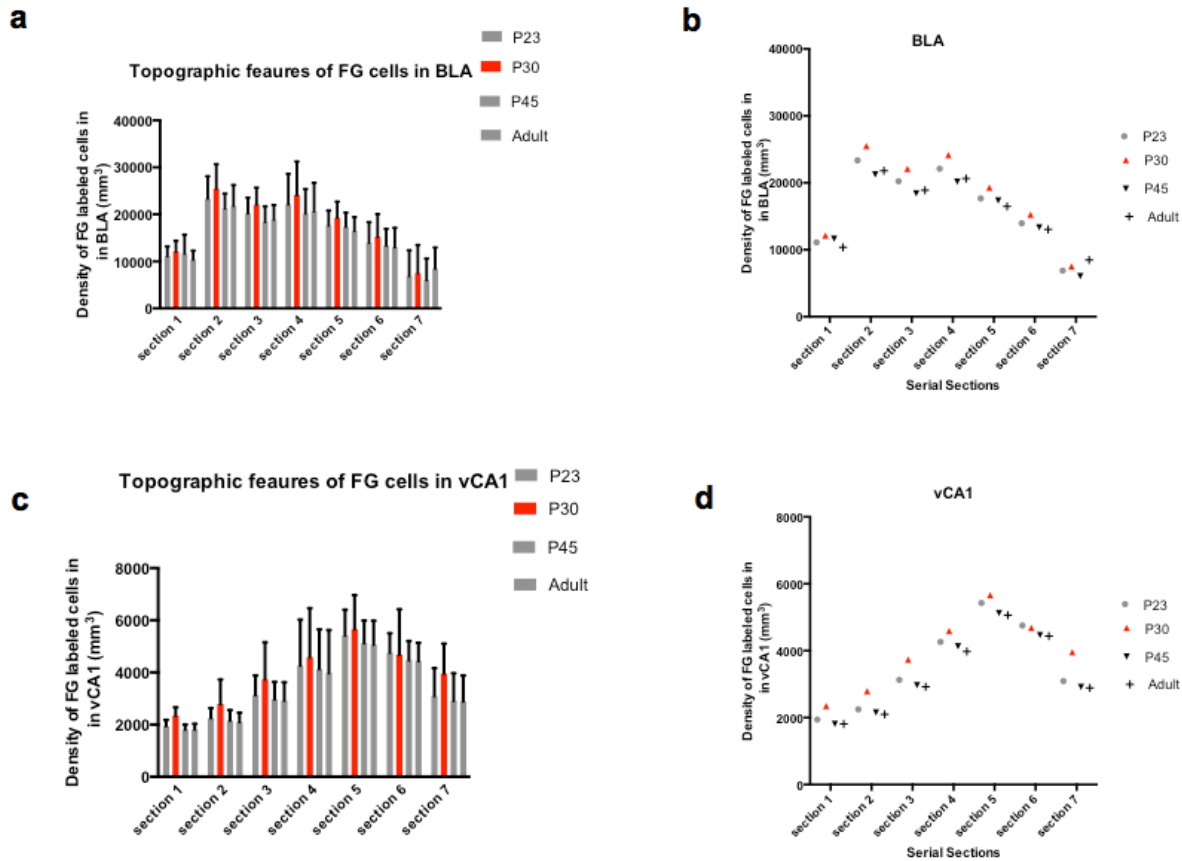 a
Topographic feaures of FG cells in BLA
P23
P30
P45
Adult
Density of FG labeled cells in
in BLA (mm3)
40000
30000
20000
10000
0
section 1
section 2
section 3
section 4
section 5
section 6
section 7
b
BLA
Density of FG labeled cells
in BLA (mm3)
40000
30000
20000
10000
0
section 1
section 2
section 3
section 4
section 5
section 6
section 7
Serial Sections
P23
P30
P45
Adult
c
Topographic feaures of FG cells in vCA1
P23
P30
P45
Adult
Density of FG labeled cells in
in vCA1 (mm3)
8000
6000
4000
2000
0
section 1
section 2
section 3
section 4
section 5
section 6
section 7
d
vCA1
Density of FG labeled cells in
in vCA1 (mm3)
8000
6000
4000
2000
0
section 1
section 2
section 3
section 4
section 5
section 6
section 7
Serial Sections
P23
P30
P45
Adult